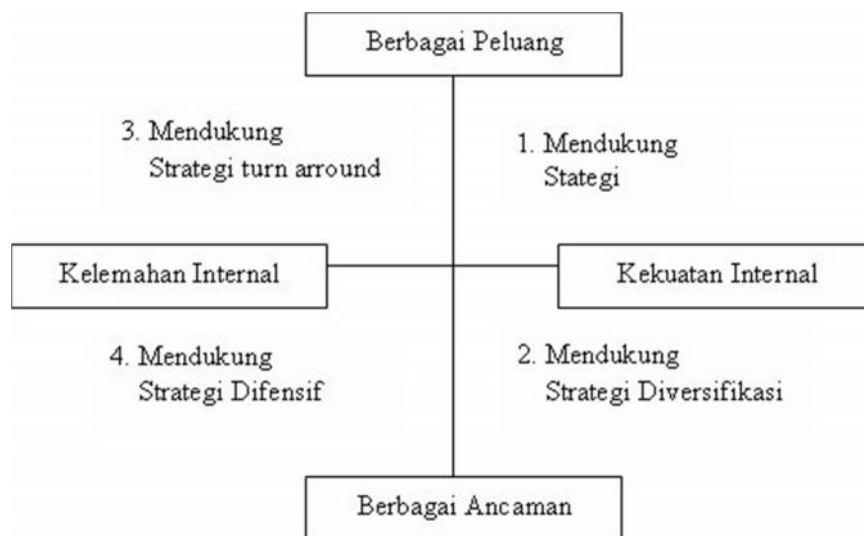 Berbagai Peluang
3. Mendukung
Strategi turn arround
1. Mendukung
Stategi
Kelemahan Internal
Kekuatan Internal
4. Mendukung
Strategi Difensif
2. Mendukung
Strategi Diversifikasi
Berbagai Ancaman